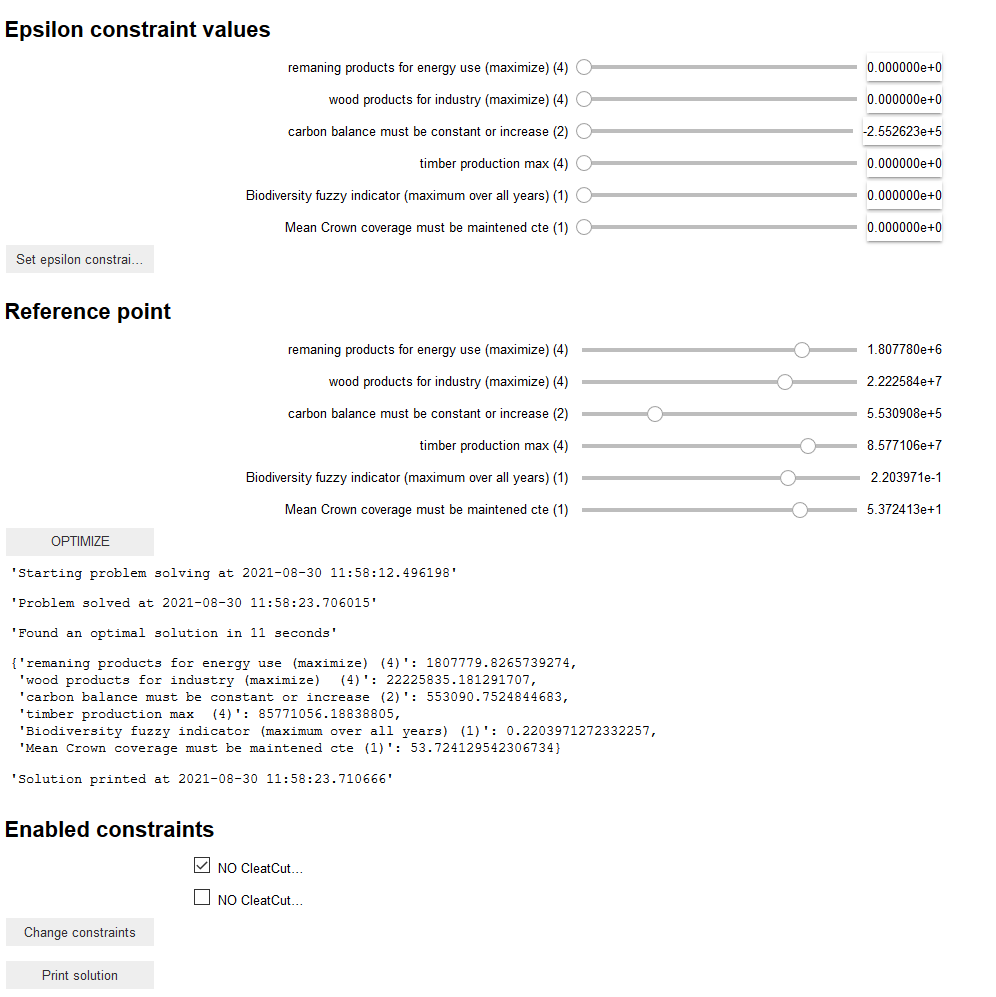 Epsilon constraint values
remaning products for energy use (maximize) (4) 0.000000e+0
wood products for industry (maximize) (4) 0.000000e+0
carbon balance must be constant or increase (2) -2.552623e+5
timber production max (4) 0.000000e+0
Biodiversity fuzzy indicator (maximum over all years) (1) 0.000000e+0
Mean Crown coverage must be maintened cte (1) 0.000000e+0
Set epsilon constrai...
Reference point
remaning products for energy use (maximize) (4) 1.807780e+6
wood products for industry (maximize) (4) 2.222584e+7
carbon balance must be constant or increase (2) 5.530908e+5
timber production max (4) 8.577106e+7
Biodiversity fuzzy indicator (maximum over all years) (1) 2.203971e-1
Mean Crown coverage must be maintened cte (1) 5.372413e+1
OPTIMIZE
'Starting problem solving at 2021-08-30 11:58:12.496198'
'Problem solved at 2021-08-30 11:58:23.706015'
'Found an optimal solution in 11 seconds'
{'remaning products for energy use (maximize) (4)': 1807779.8265739274,
'wood products for industry (maximize)  (4)': 22225835.181291707,
'carbon balance must be constant or increase (2)': 553090.7524844683,
'timber production max  (4)': 85771056.18838805,
'Biodiversity fuzzy indicator (maximum over all years) (1)': 0.2203971272332257,
'Mean Crown coverage must be maintened cte (1)': 53.724129542306734}
'Solution printed at 2021-08-30 11:58:23.710666'
Enabled constraints
NO CleatCut...
NO CleatCut...
Change constraints
Print solution